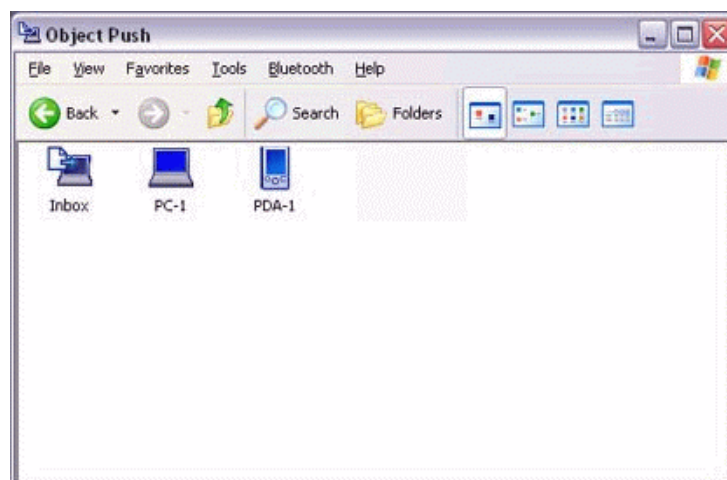 Object Push
File View Favorites Tools Bluetooth Help
Back Search Folders
Inbox PC-1 PDA-1